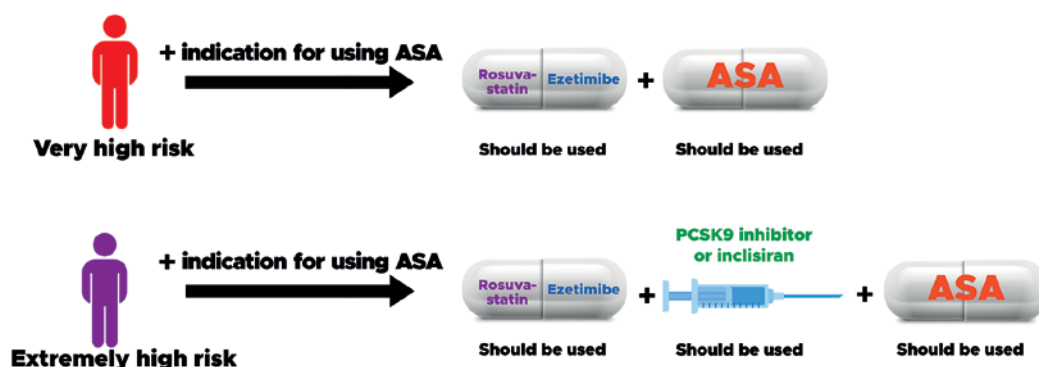 + indication for using ASA
Rosuva-
statin
Ezetimibe
+
ASA
Very high risk
Should be used
Should be used
PCSK9 inhibitor
or inclisiran
+ indication for using ASA
Rosuva-
statin
Ezetimibe
+
+
ASA
Extremely high risk
Should be used
Should be used
Should be used